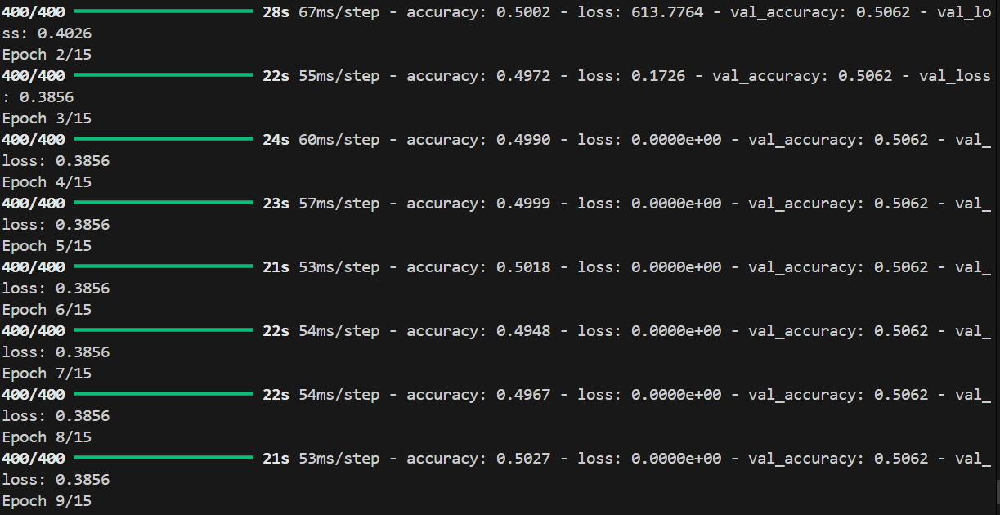 400/400 28s 67ms/step - accuracy: 0.5002 - loss: 613.7764 - val_accuracy: 0.5062 - val_lo
ss: 0.4026
Epoch 2/15
400/400 22s 55ms/step - accuracy: 0.4972 - loss: 0.1726 - val_accuracy: 0.5062 - val_loss
: 0.3856
Epoch 3/15
400/400 24s 60ms/step - accuracy: 0.4990 - loss: 0.0000e+00 - val_accuracy: 0.5062 - val_
loss: 0.3856
Epoch 4/15
400/400 23s 57ms/step - accuracy: 0.4999 - loss: 0.0000e+00 - val_accuracy: 0.5062 - val_
loss: 0.3856
Epoch 5/15
400/400 21s 53ms/step - accuracy: 0.5018 - loss: 0.0000e+00 - val_accuracy: 0.5062 - val_
loss: 0.3856
Epoch 6/15
400/400 22s 54ms/step - accuracy: 0.4948 - loss: 0.0000e+00 - val_accuracy: 0.5062 - val_
loss: 0.3856
Epoch 7/15
400/400 22s 54ms/step - accuracy: 0.4967 - loss: 0.0000e+00 - val_accuracy: 0.5062 - val_
loss: 0.3856
Epoch 8/15
400/400 21s 53ms/step - accuracy: 0.5027 - loss: 0.0000e+00 - val_accuracy: 0.5062 - val_
loss: 0.3856
Epoch 9/15